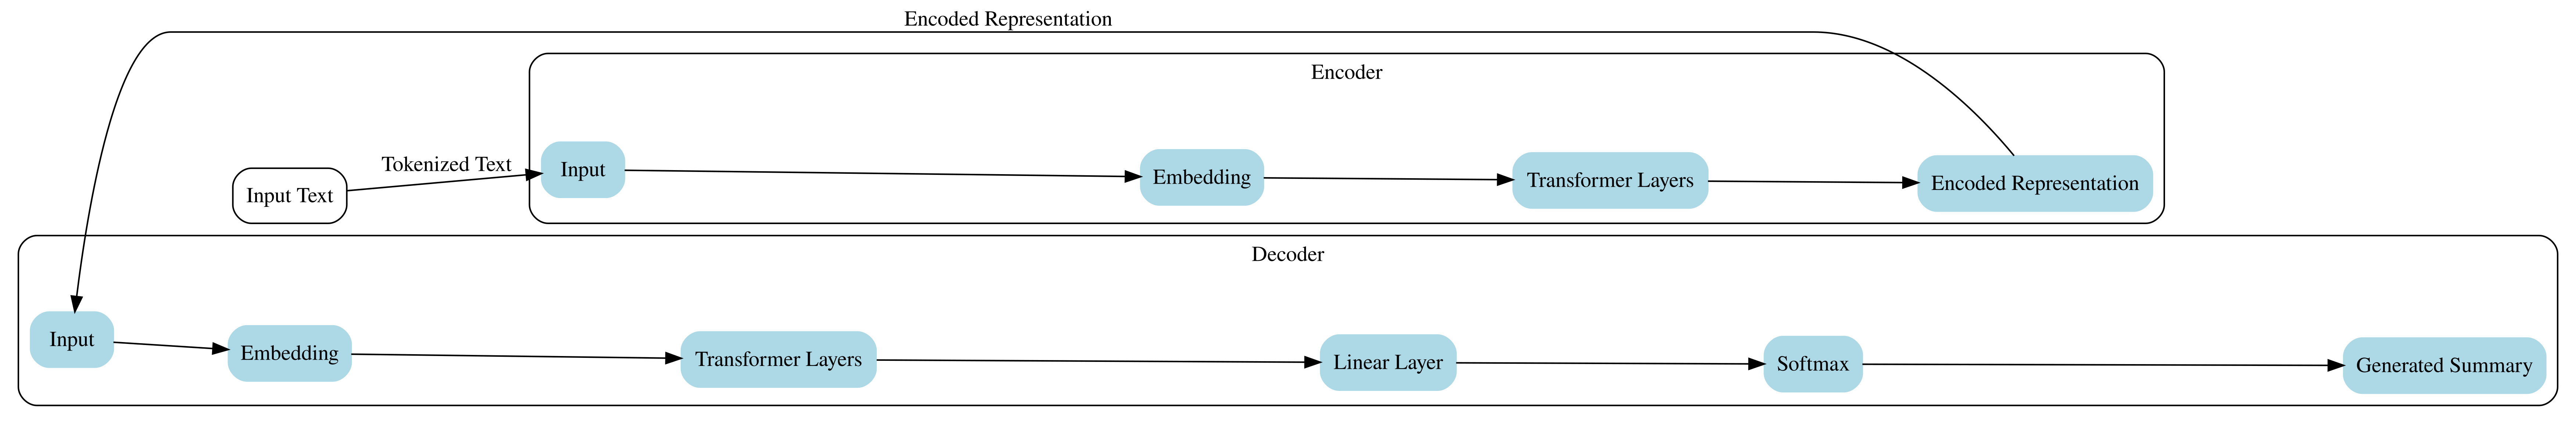 Encoded Representation
Encoder
Input Text
Tokenized Text
Input
Embedding
Transformer Layers
Encoded Representation
Decoder
Input
Embedding
Transformer Layers
Linear Layer
Softmax
Generated Summary